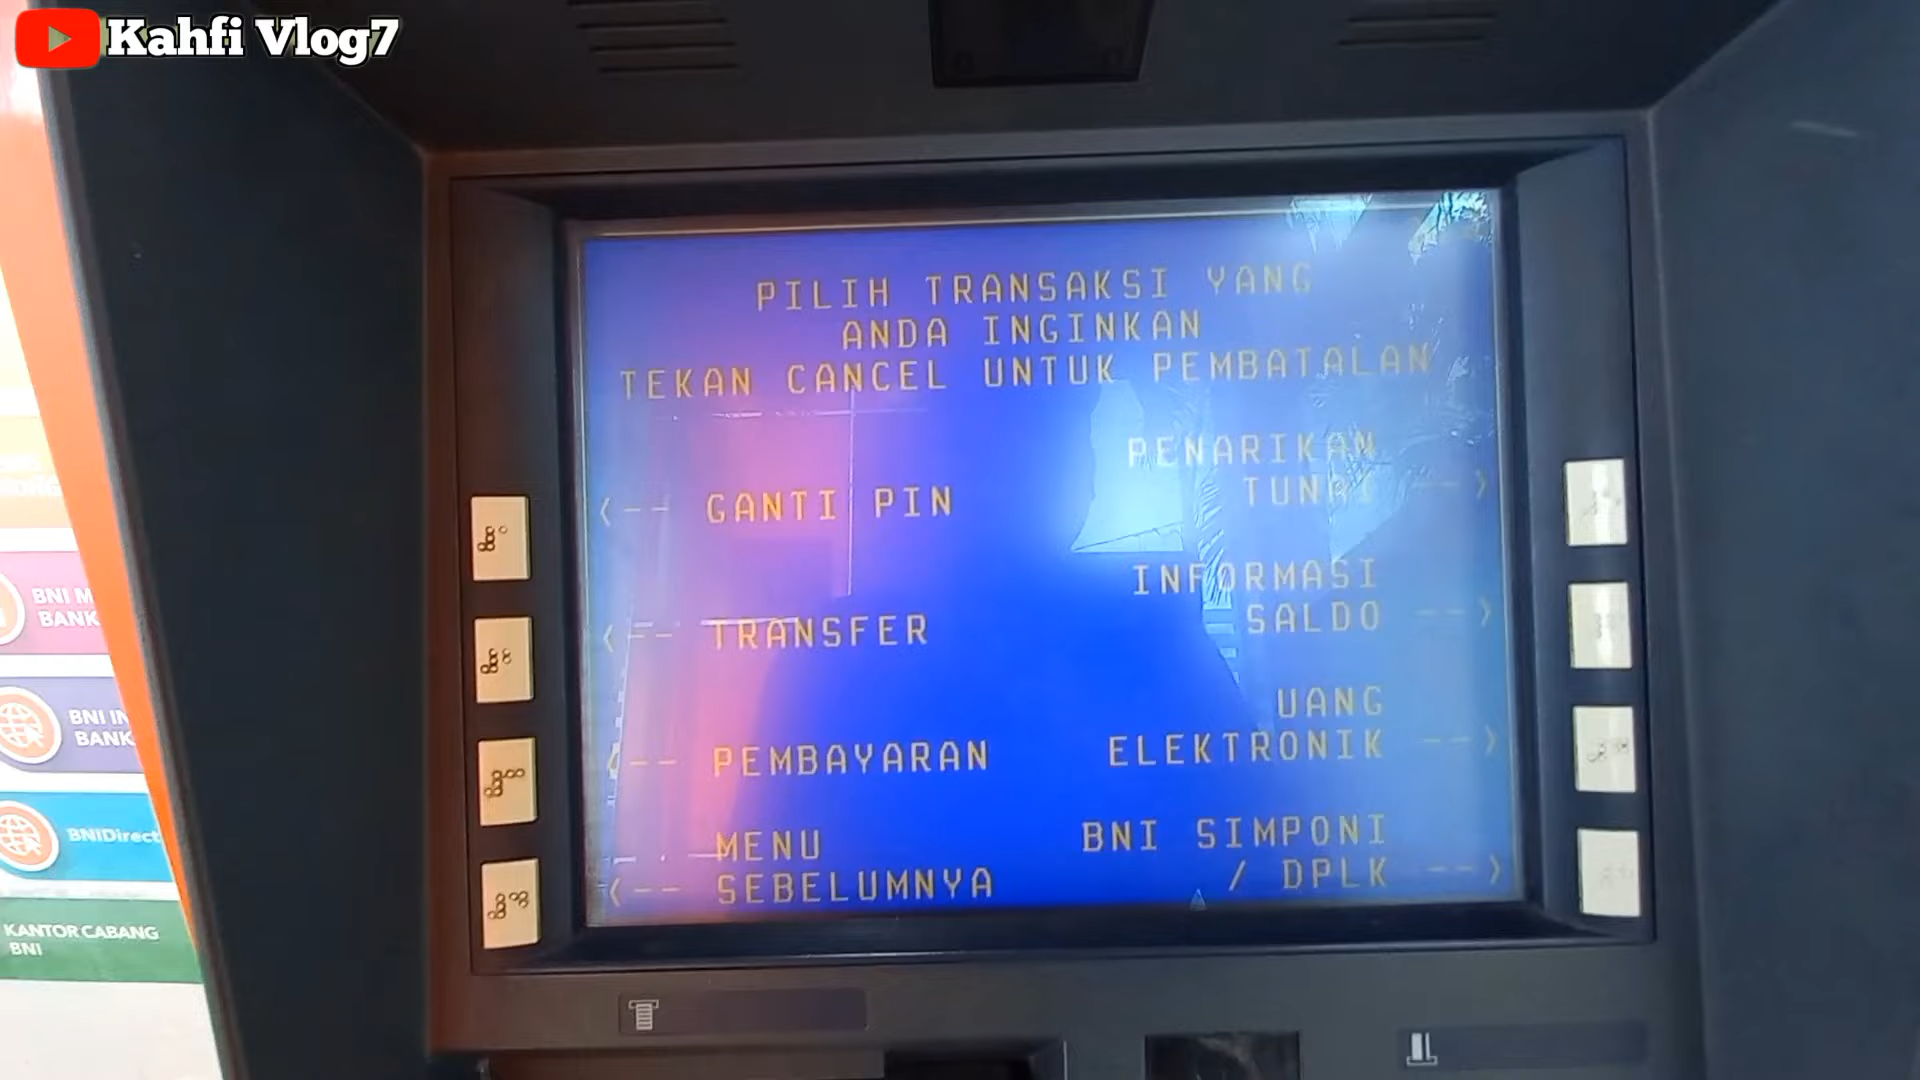 Kahfi Vlog7
PILIH TRANSAKSI YANG
ANDA INGINKAN
TEKAN CANCEL UNTUK PEMBATALAN
PENARIKAN
TUNAI -->
<-- GANTI PIN
INFORMASI
SALDO -->
<-- TRANSFER
UANG
ELEKTRONIK -->
<-- PEMBAYARAN
BNI SIMPONI
/ DPLK -->
MENU
<-- SEBELUMNYA
BNI M
BANK
BNI IN
BANK
BNIDirect
KANTOR CABANG
BNI